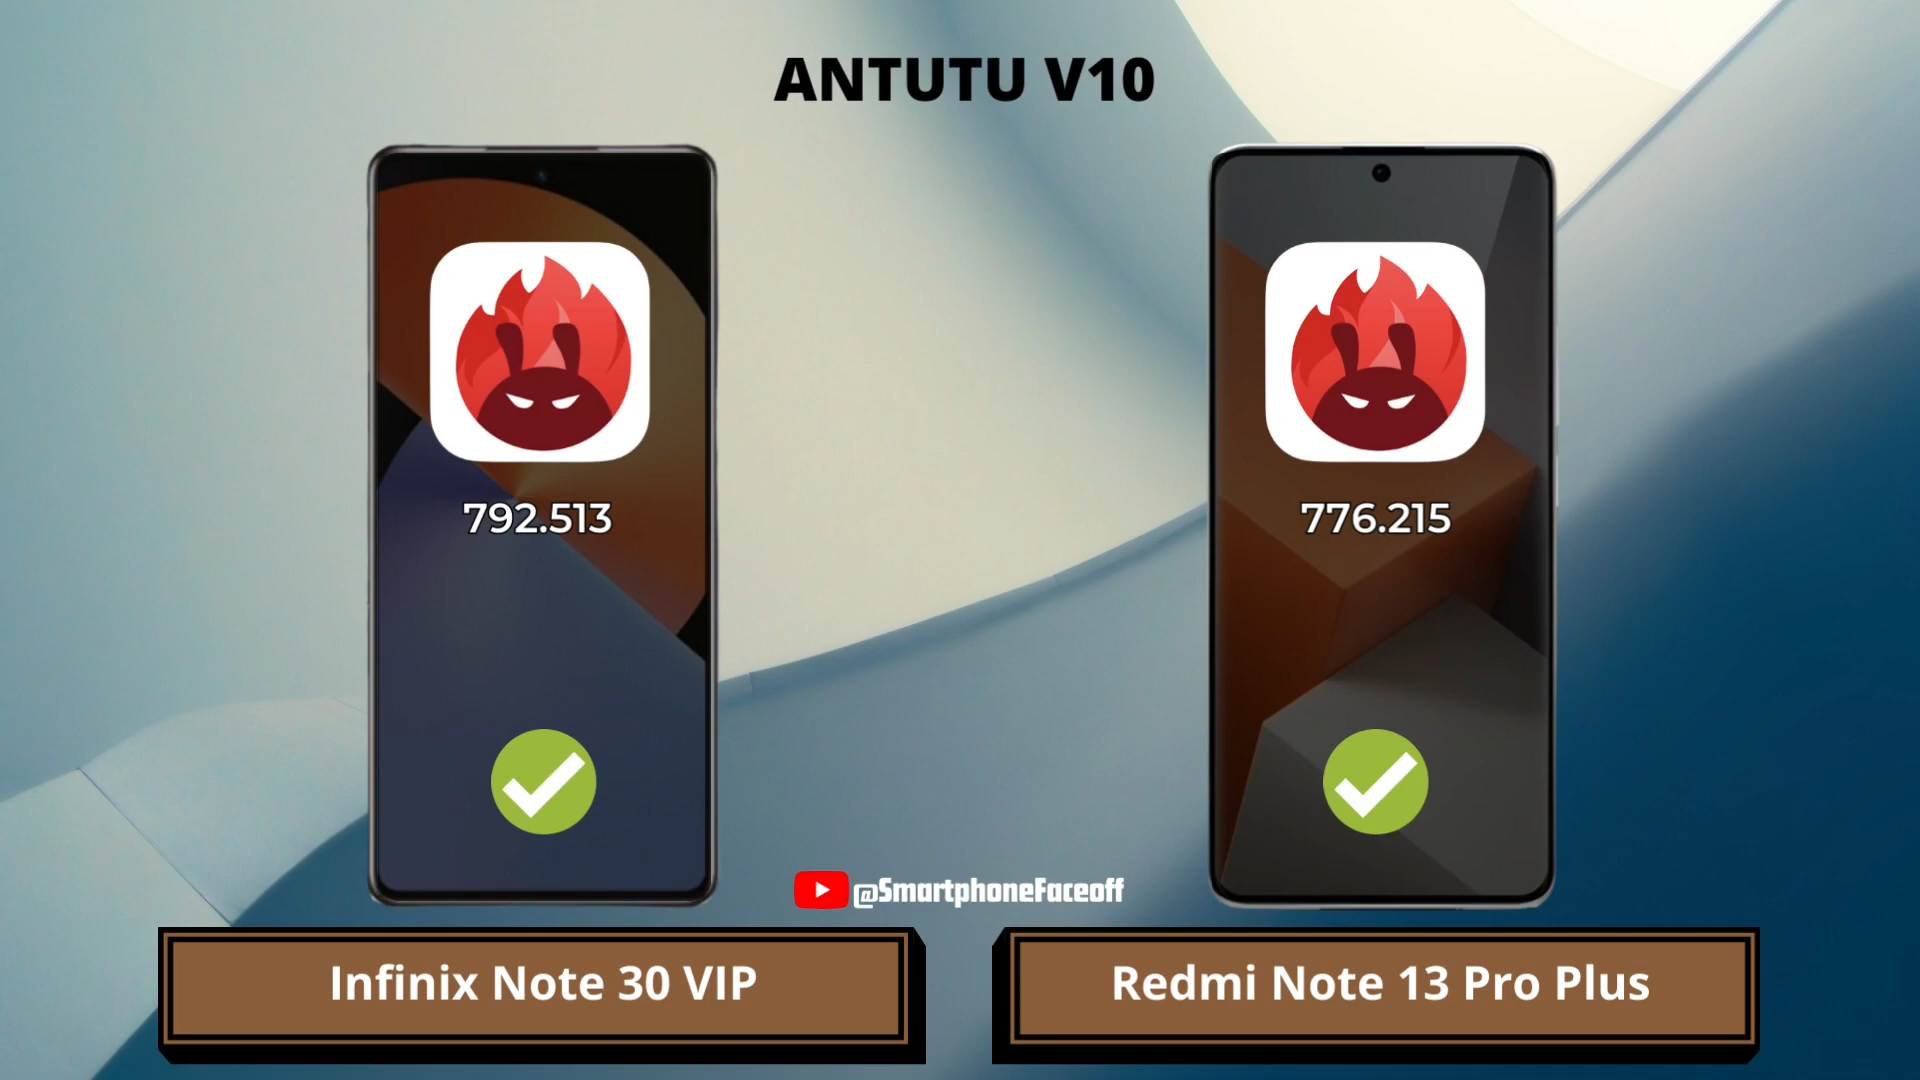 ANTUTU V10
792.513
776.215
@SmartphoneFaceoff
Infinix Note 30 VIP
Redmi Note 13 Pro Plus